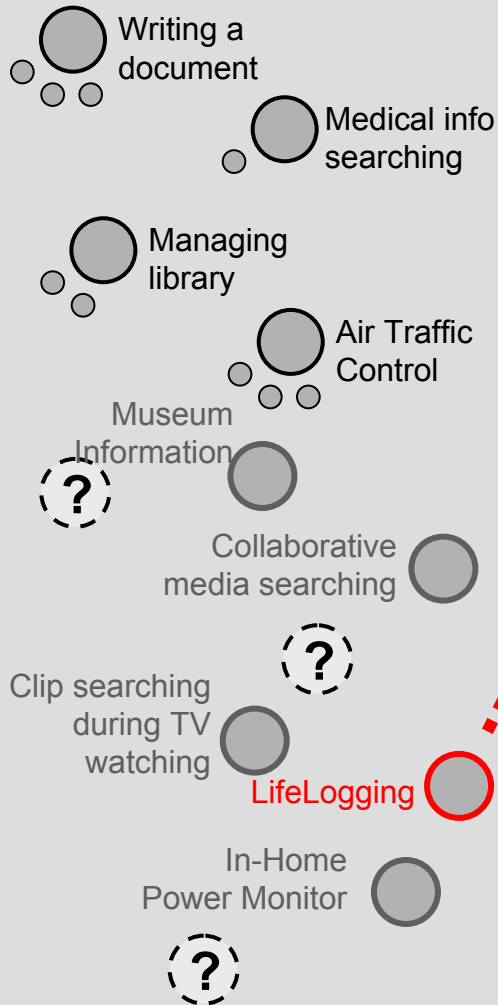 Writing a
document
Medical info
searching
Managing
library
Air Traffic
Control
Museum
Information
?
Collaborative
media searching
?
Clip searching
during TV
watching
LifeLogging
In-Home
Power Monitor
?